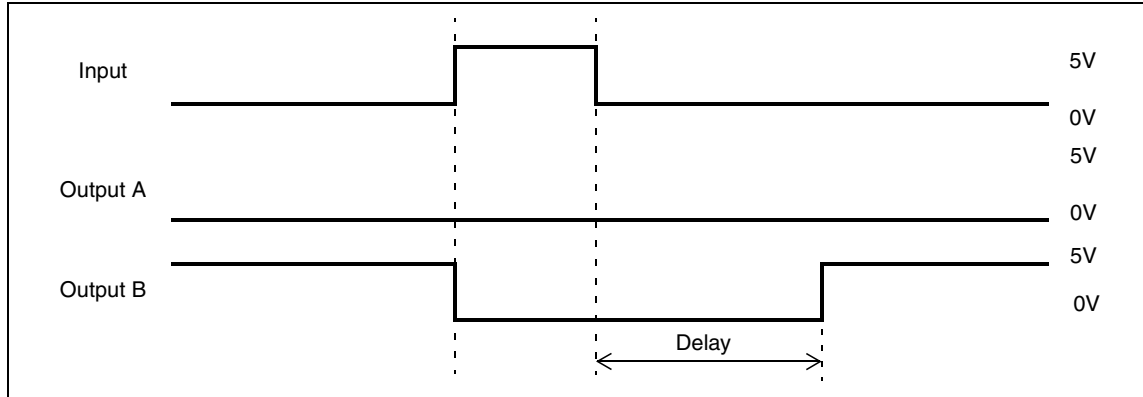 Input
5V
0V
5V
Output A
0V
5V
Output B
0V
Delay